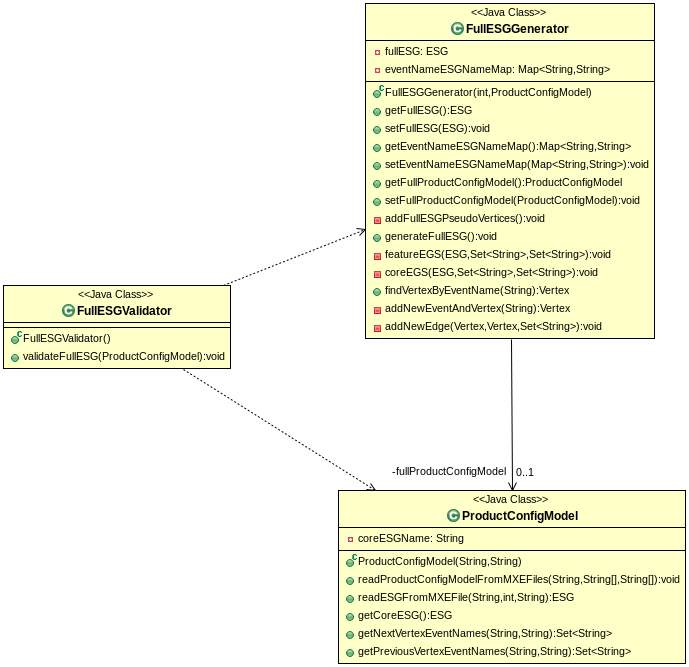 <<Java Class>>
FullESGGenerator
fullESG: ESG
eventNameESGNameMap: Map<String,String>
FullESGGenerator(int,ProductConfigModel)
getFullESG():ESG
setFullESG(ESG):void
getEventNameESGNameMap():Map<String,String>
setEventNameESGNameMap(Map<String,String>):void
getFullProductConfigModel():ProductConfigModel
setFullProductConfigModel(ProductConfigModel):void
addFullESGPseudoVertices():void
generateFullESG():void
featureEGS(ESG,Set<String>,Set<String>):void
coreEGS(ESG,Set<String>,Set<String>):void
findVertexByEventName(String):Vertex
addNewEventAndVertex(String):Vertex
addNewEdge(Vertex,Vertex,Set<String>):void
<<Java Class>>
FullESGValidator
FullESGValidator()
validateFullESG(ProductConfigModel):void
-fullProductConfigModel 0..1
<<Java Class>>
ProductConfigModel
coreESGName: String
ProductConfigModel(String,String)
readProductConfigModelFromMXEFiles(String,String[],String[]):void
readESGFromMXEFile(String,int,String):ESG
getCoreESG():ESG
getNextVertexEventNames(String,String):Set<String>
getPreviousVertexEventNames(String,String):Set<String>